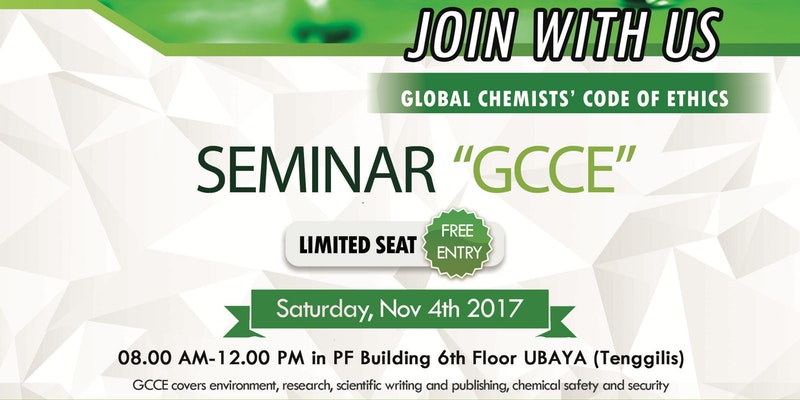 JOIN WITH US
GLOBAL CHEMISTS' CODE OF ETHICS
SEMINAR “GCCE”
LIMITED SEAT
FREE
ENTRY
Saturday, Nov 4th 2017
08.00 AM-12.00 PM in PF Building 6th Floor UBAYA (Tenggilis)
GCCE covers environment, research, scientific writing and publishing, chemical safety and security